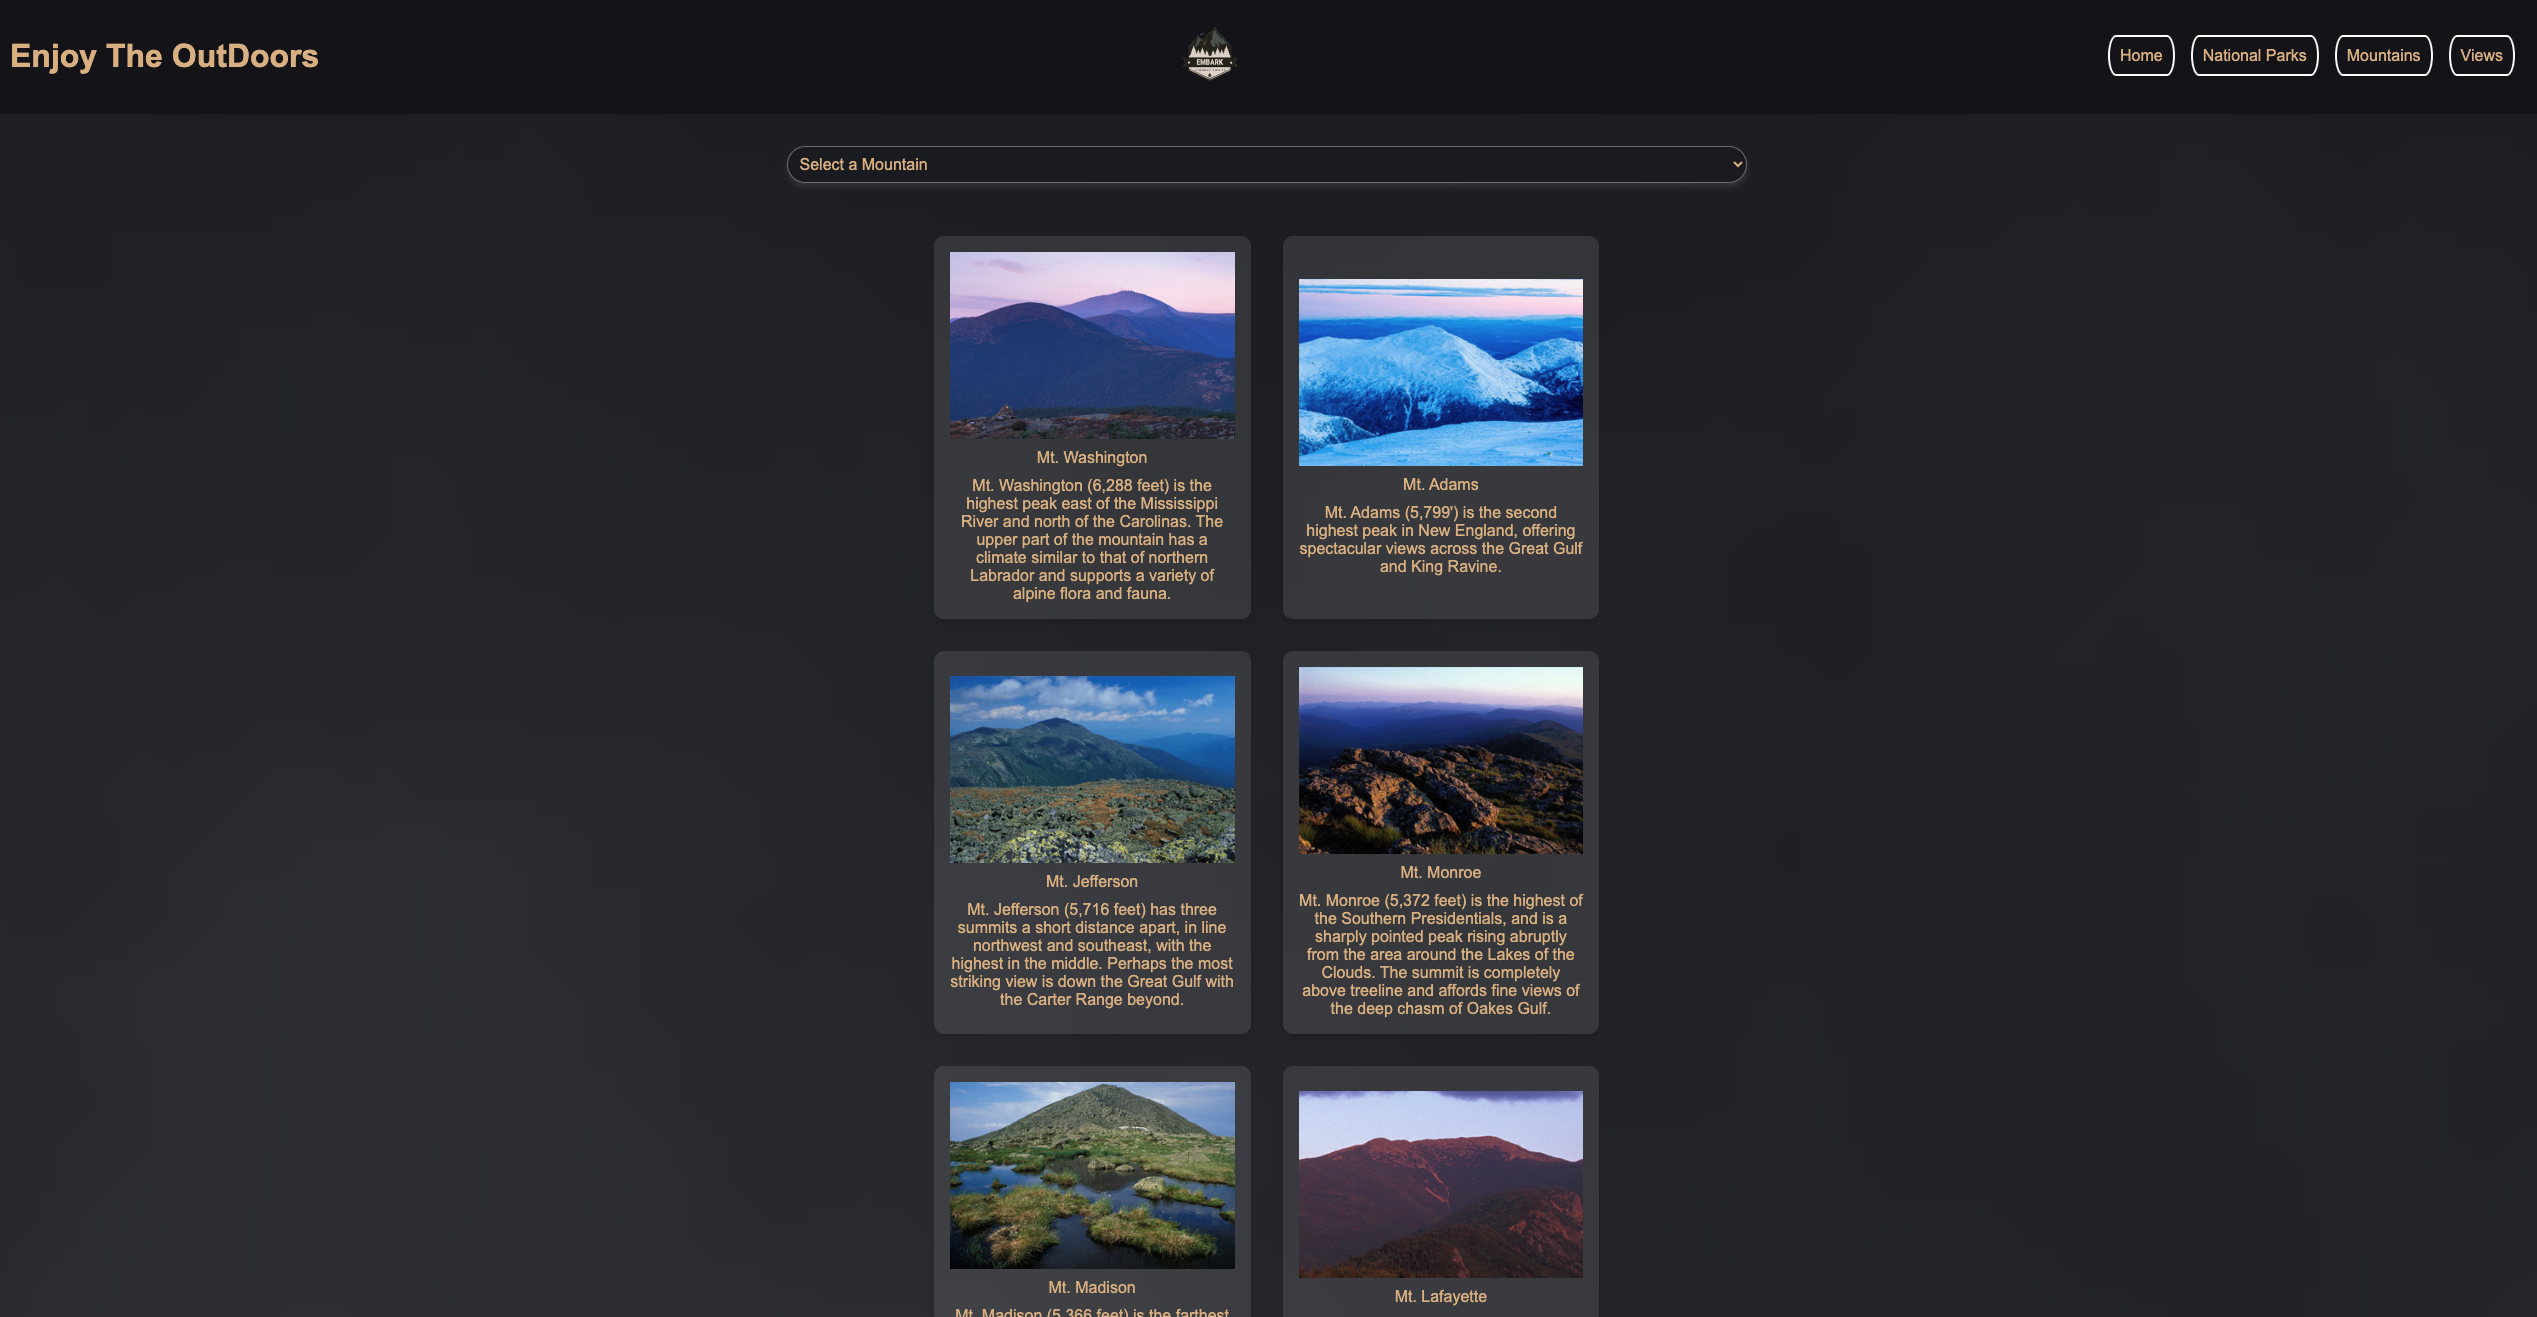 Enjoy The OutDoors
EMBARK
Home
National Parks
Mountains
Views
Select a Mountain
Mt. Washington
Mt. Washington (6,288 feet) is the
highest peak east of the Mississippi
River and north of the Carolinas. The
upper part of the mountain has a
climate similar to that of northern
Labrador and supports a variety of
alpine flora and fauna.
Mt. Adams
Mt. Adams (5,799') is the second
highest peak in New England, offering
spectacular views across the Great Gulf
and King Ravine.
Mt. Jefferson
Mt. Jefferson (5,716 feet) has three
summits a short distance apart, in line
northwest and southeast, with the
highest in the middle. Perhaps the most
striking view is down the Great Gulf with
the Carter Range beyond.
Mt. Monroe
Mt. Monroe (5,372 feet) is the highest of
the Southern Presidentials, and is a
sharply pointed peak rising abruptly
from the area around the Lakes of the
Clouds. The summit is completely
above treeline and affords fine views of
the deep chasm of Oakes Gulf.
Mt. Madison
Mt. Madison (5,366 feet) is the farthest
Mt. Lafayette